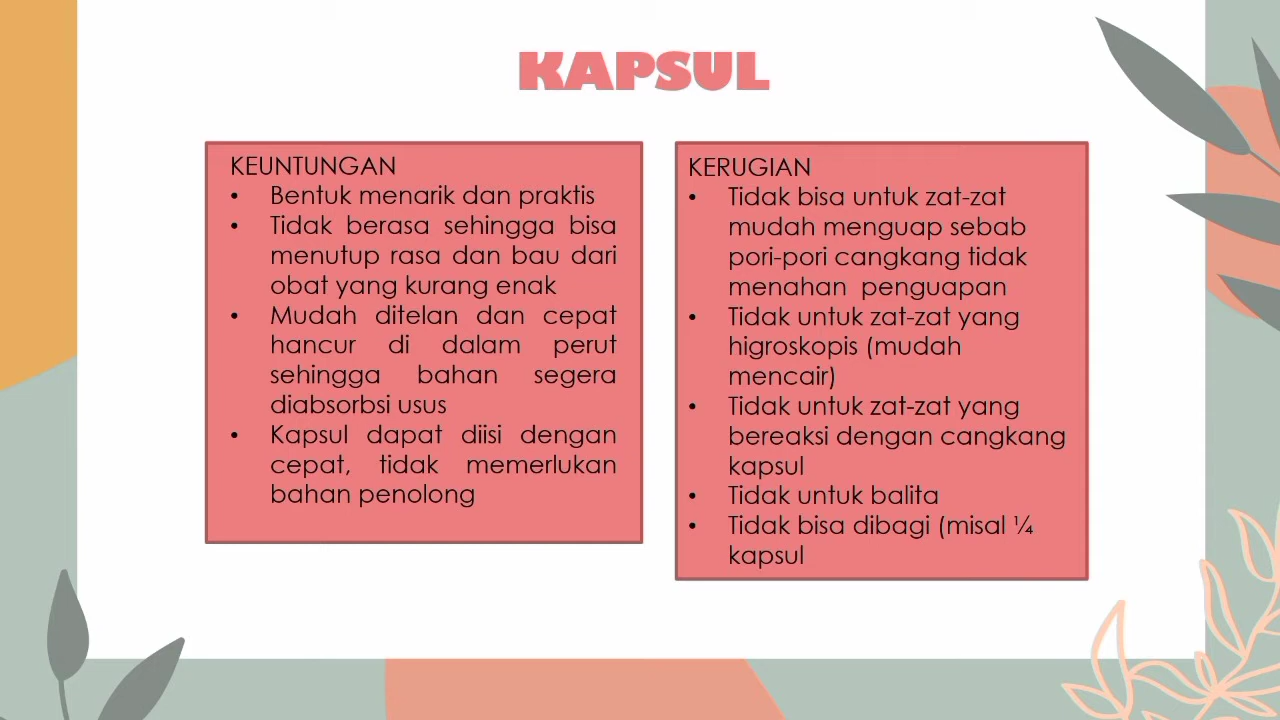 KAPSUL
KEUNTUNGAN
• Bentuk menarik dan praktis
• Tidak berasa sehingga bisa
menutup rasa dan bau dari
obat yang kurang enak
• Mudah ditelan dan cepat
hancur di dalam perut
sehingga bahan segera
diabsorbsi usus
• Kapsul dapat diisi dengan
cepat, tidak memerlukan
bahan penolong
KERUGIAN
• Tidak bisa untuk zat-zat
mudah menguap sebab
pori-pori cangkang tidak
menahan penguapan
• Tidak untuk zat-zat yang
higroskopis (mudah
mencair)
• Tidak untuk zat-zat yang
bereaksi dengan cangkang
kapsul
• Tidak untuk balita
• Tidak bisa dibagi (misal ¼
kapsul